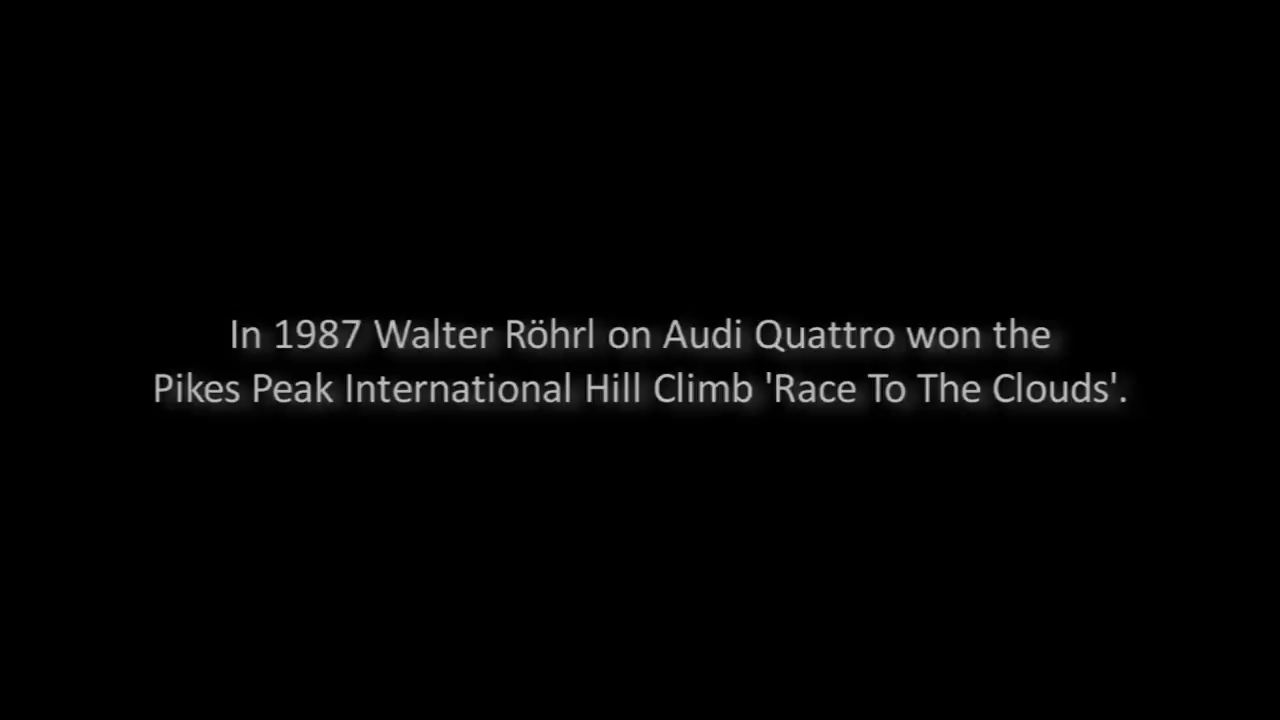 In 1987 Walter Röhrl on Audi Quattro won the
Pikes Peak International Hill Climb 'Race To The Clouds'.